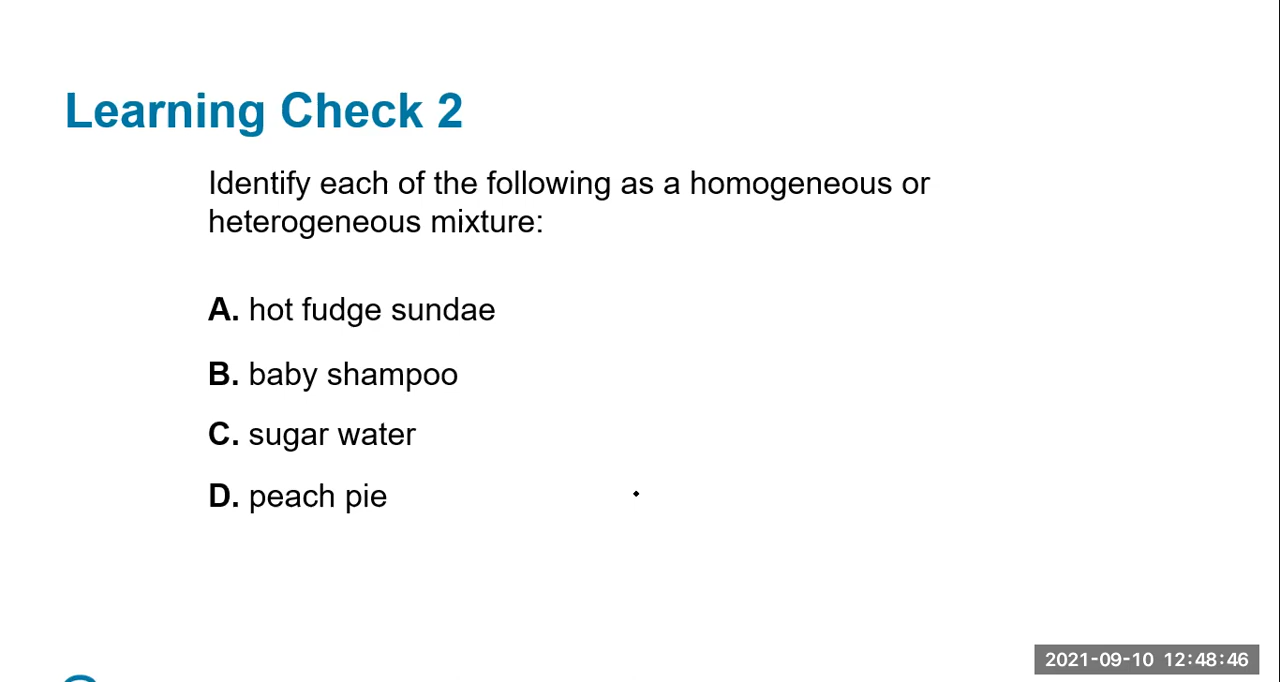 Learning Check 2
Identify each of the following as a homogeneous or
heterogeneous mixture:
A. hot fudge sundae
B. baby shampoo
C. sugar water
D. peach pie
2021-09-10 12:48:46